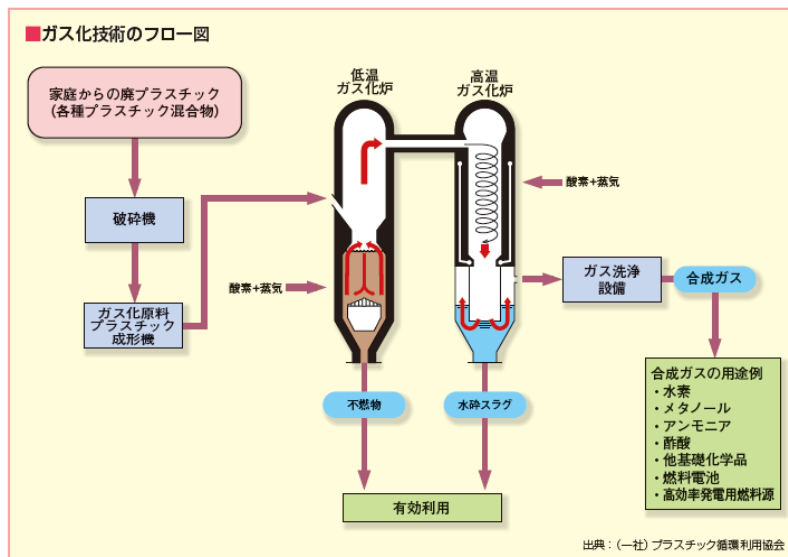 ■ガス化技術のフロー図
家庭からの廃プラスチック
(各種プラスチック混合物)
破砕機
ガス化原料
プラスチック
成形機
低温
ガス化炉
高温
ガス化炉
酸素+蒸気
酸素+蒸気
ガス洗浄
設備
合成ガス
不燃物
水砕スラグ
有効利用
合成ガスの用途例
・水素
・メタノール
・アンモニア
・酢酸
・他基礎化学品
・燃料電池
・高効率発電用燃料源
出典：(一社) プラスチック循環利用協会